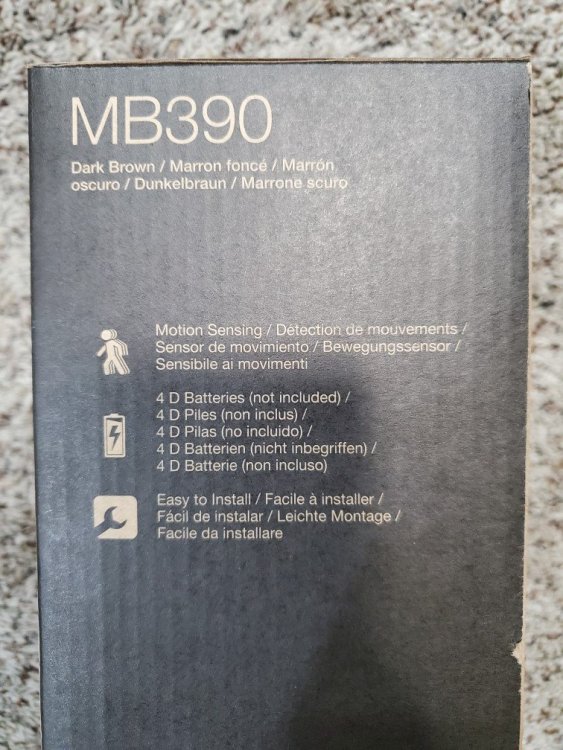 MB390
Dark Brown / Marron foncé / Marrón
oscuro / Dunkelbraun / Marrone scuro
Motion Sensing / Détection de mouvements /
Sensor de movimiento / Bewegungssensor /
Sensibile ai movimenti
4 D Batteries (not included) /
4 D Piles (non inclus) /
4 D Pilas (no incluido) /
4 D Batterien (nicht inbegriffen) /
4 D Batterie (non incluso)
Easy to Install / Facile à installer /
Fácil de instalar / Leichte Montage /
Facile da installare